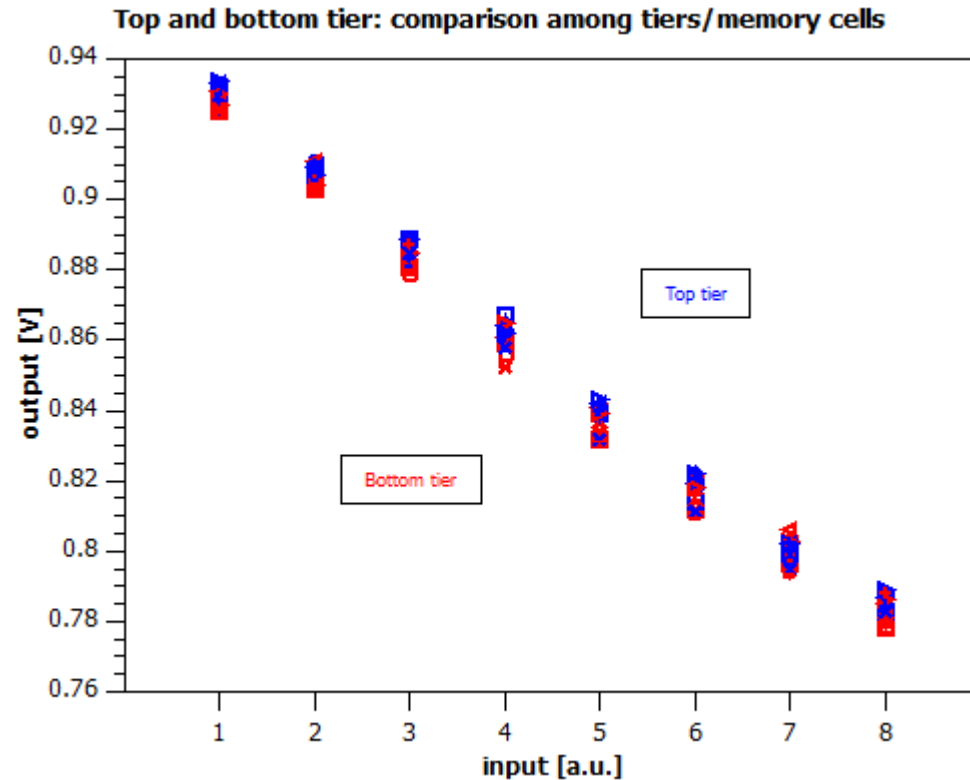 Top and bottom tier: comparison among tiers/memory cells
0.94
0.92
0.9
0.88
0.86
0.84
0.82
0.8
0.78
0.76
output [V]
Top tier
Bottom tier
1 2 3 4 5 6 7 8
input [a.u.]